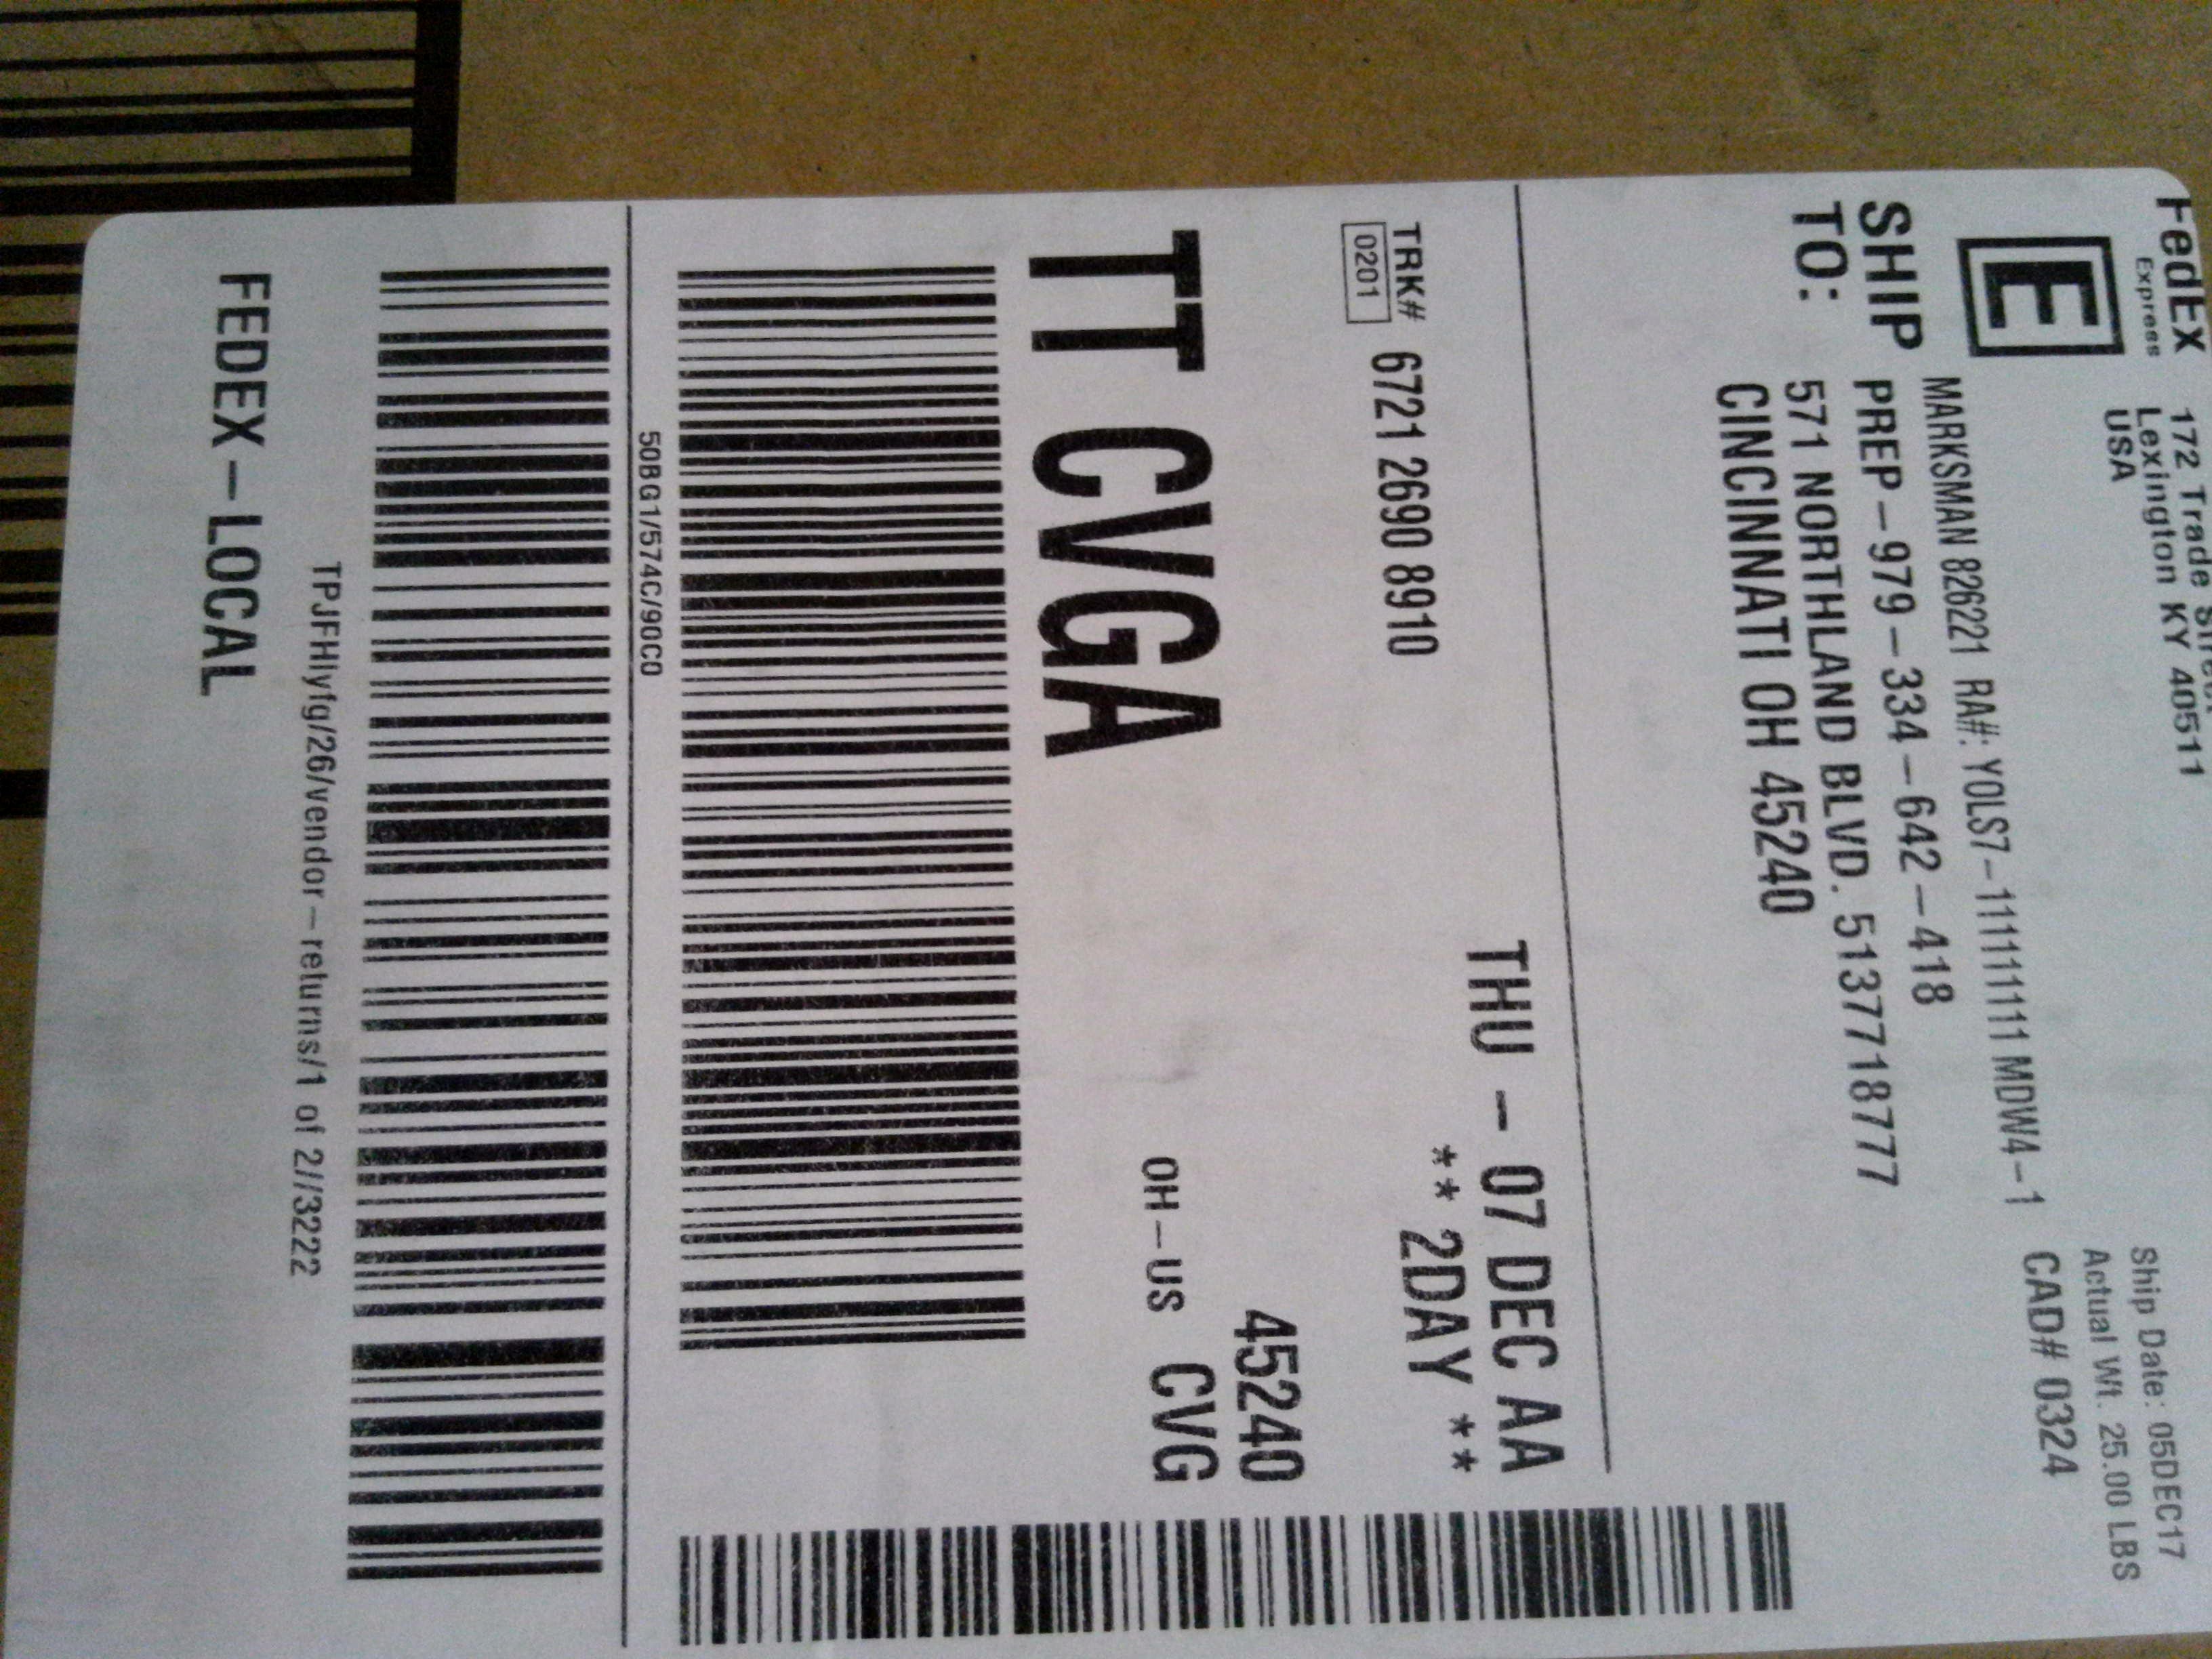 FedEX
Express
172 Trade
Lexington KY 40511
USA
Ship Date: 05DEC17
Actual Wt. 25.00 LBS
CAD# 0324
E
MARKSMAN 826221 RA#: YOLS7-1111111111 MDW4-1
SHIP TO:
PREP-979-334-642-418
571 NORTHLAND BLVD. 5137718777
CINCINNATI OH 45240
THU - 07 DEC AA
** 2DAY **
TRK# 6721 2690 8910
0201
45240
TT CVGA
OH-US CVG
50BG1/574C/90C0
TPJFHlyfg/26/vendor-returns/1 of 2//3222
FEDEX-LOCAL